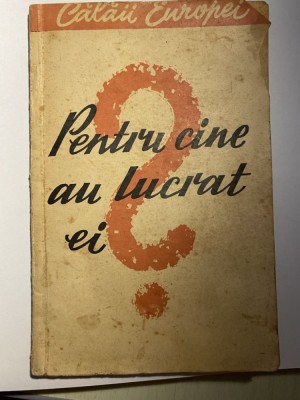 Călăii Europei
Pentru cine
au lucrat
ei
?